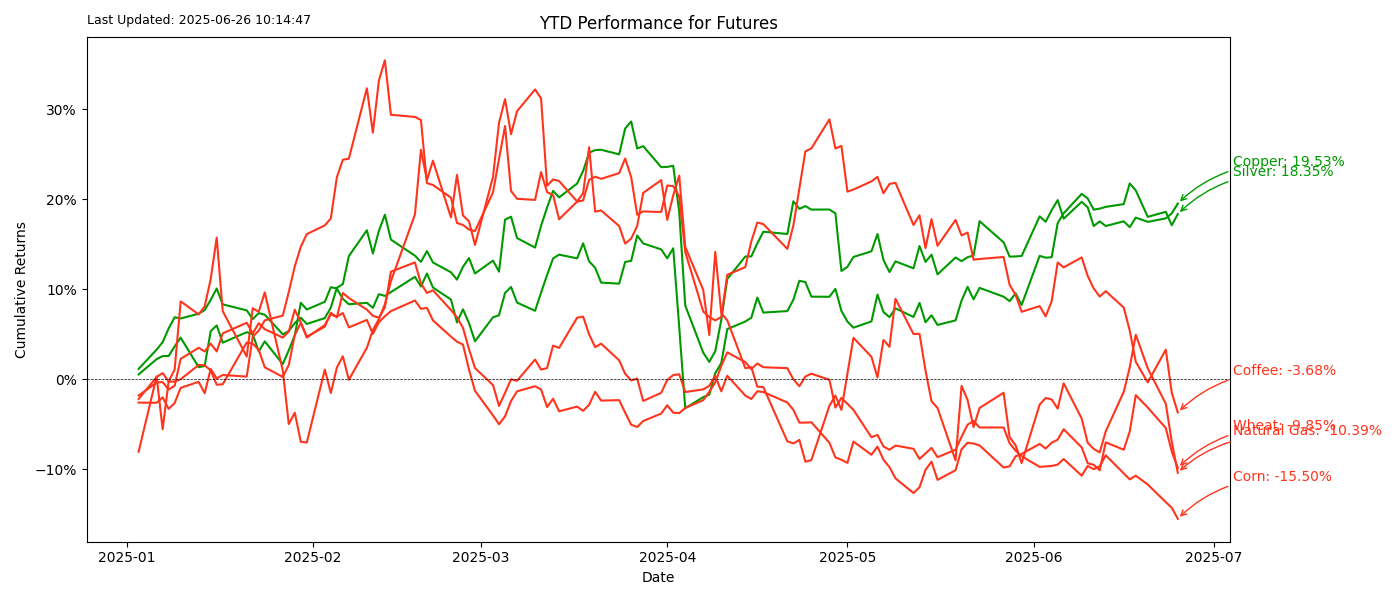 Last Updated: 2025-06-26 10:14:47
YTD Performance for Futures
Cumulative Returns
30%
20%
10%
0%
−10%
Copper: 19.53%
Silver: 18.35%
Coffee: -3.68%
Wheat: -9.85%
Natural Gas: -10.39%
Corn: -15.50%
2025-01
2025-02
2025-03
2025-04
2025-05
2025-06
2025-07
Date